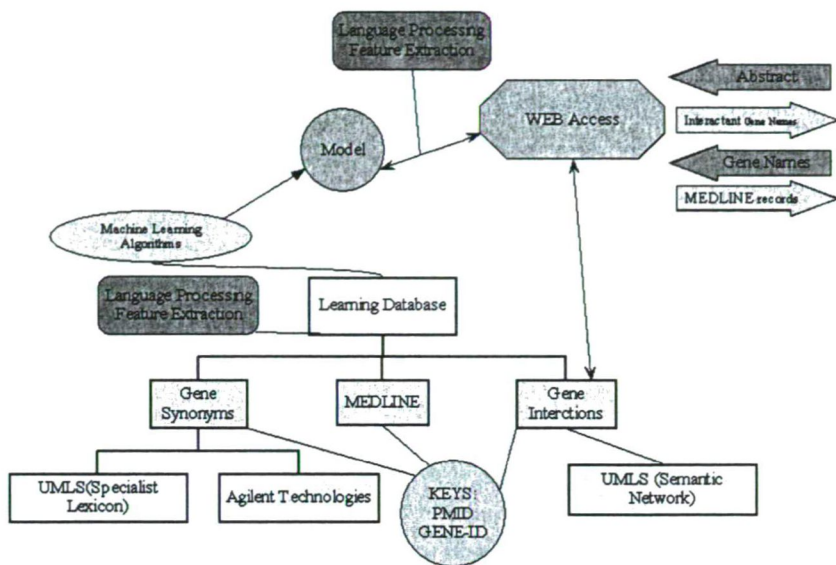 Language Processing
Feature Extraction
Abstract
WEB Access
Interactant Gene Names
Model
Gene Names
MEDLINE records
Machine Learning
Algorithms
Language Processing
Feature Extraction
Learning Database
Gene
Synonyms
MEDLINE
Gene
Interctions
UMLS(Specialist
Lexicon)
Agilent Technologies
KEYS:
PMID
GENE-ID
UMLS (Semantic
Network)